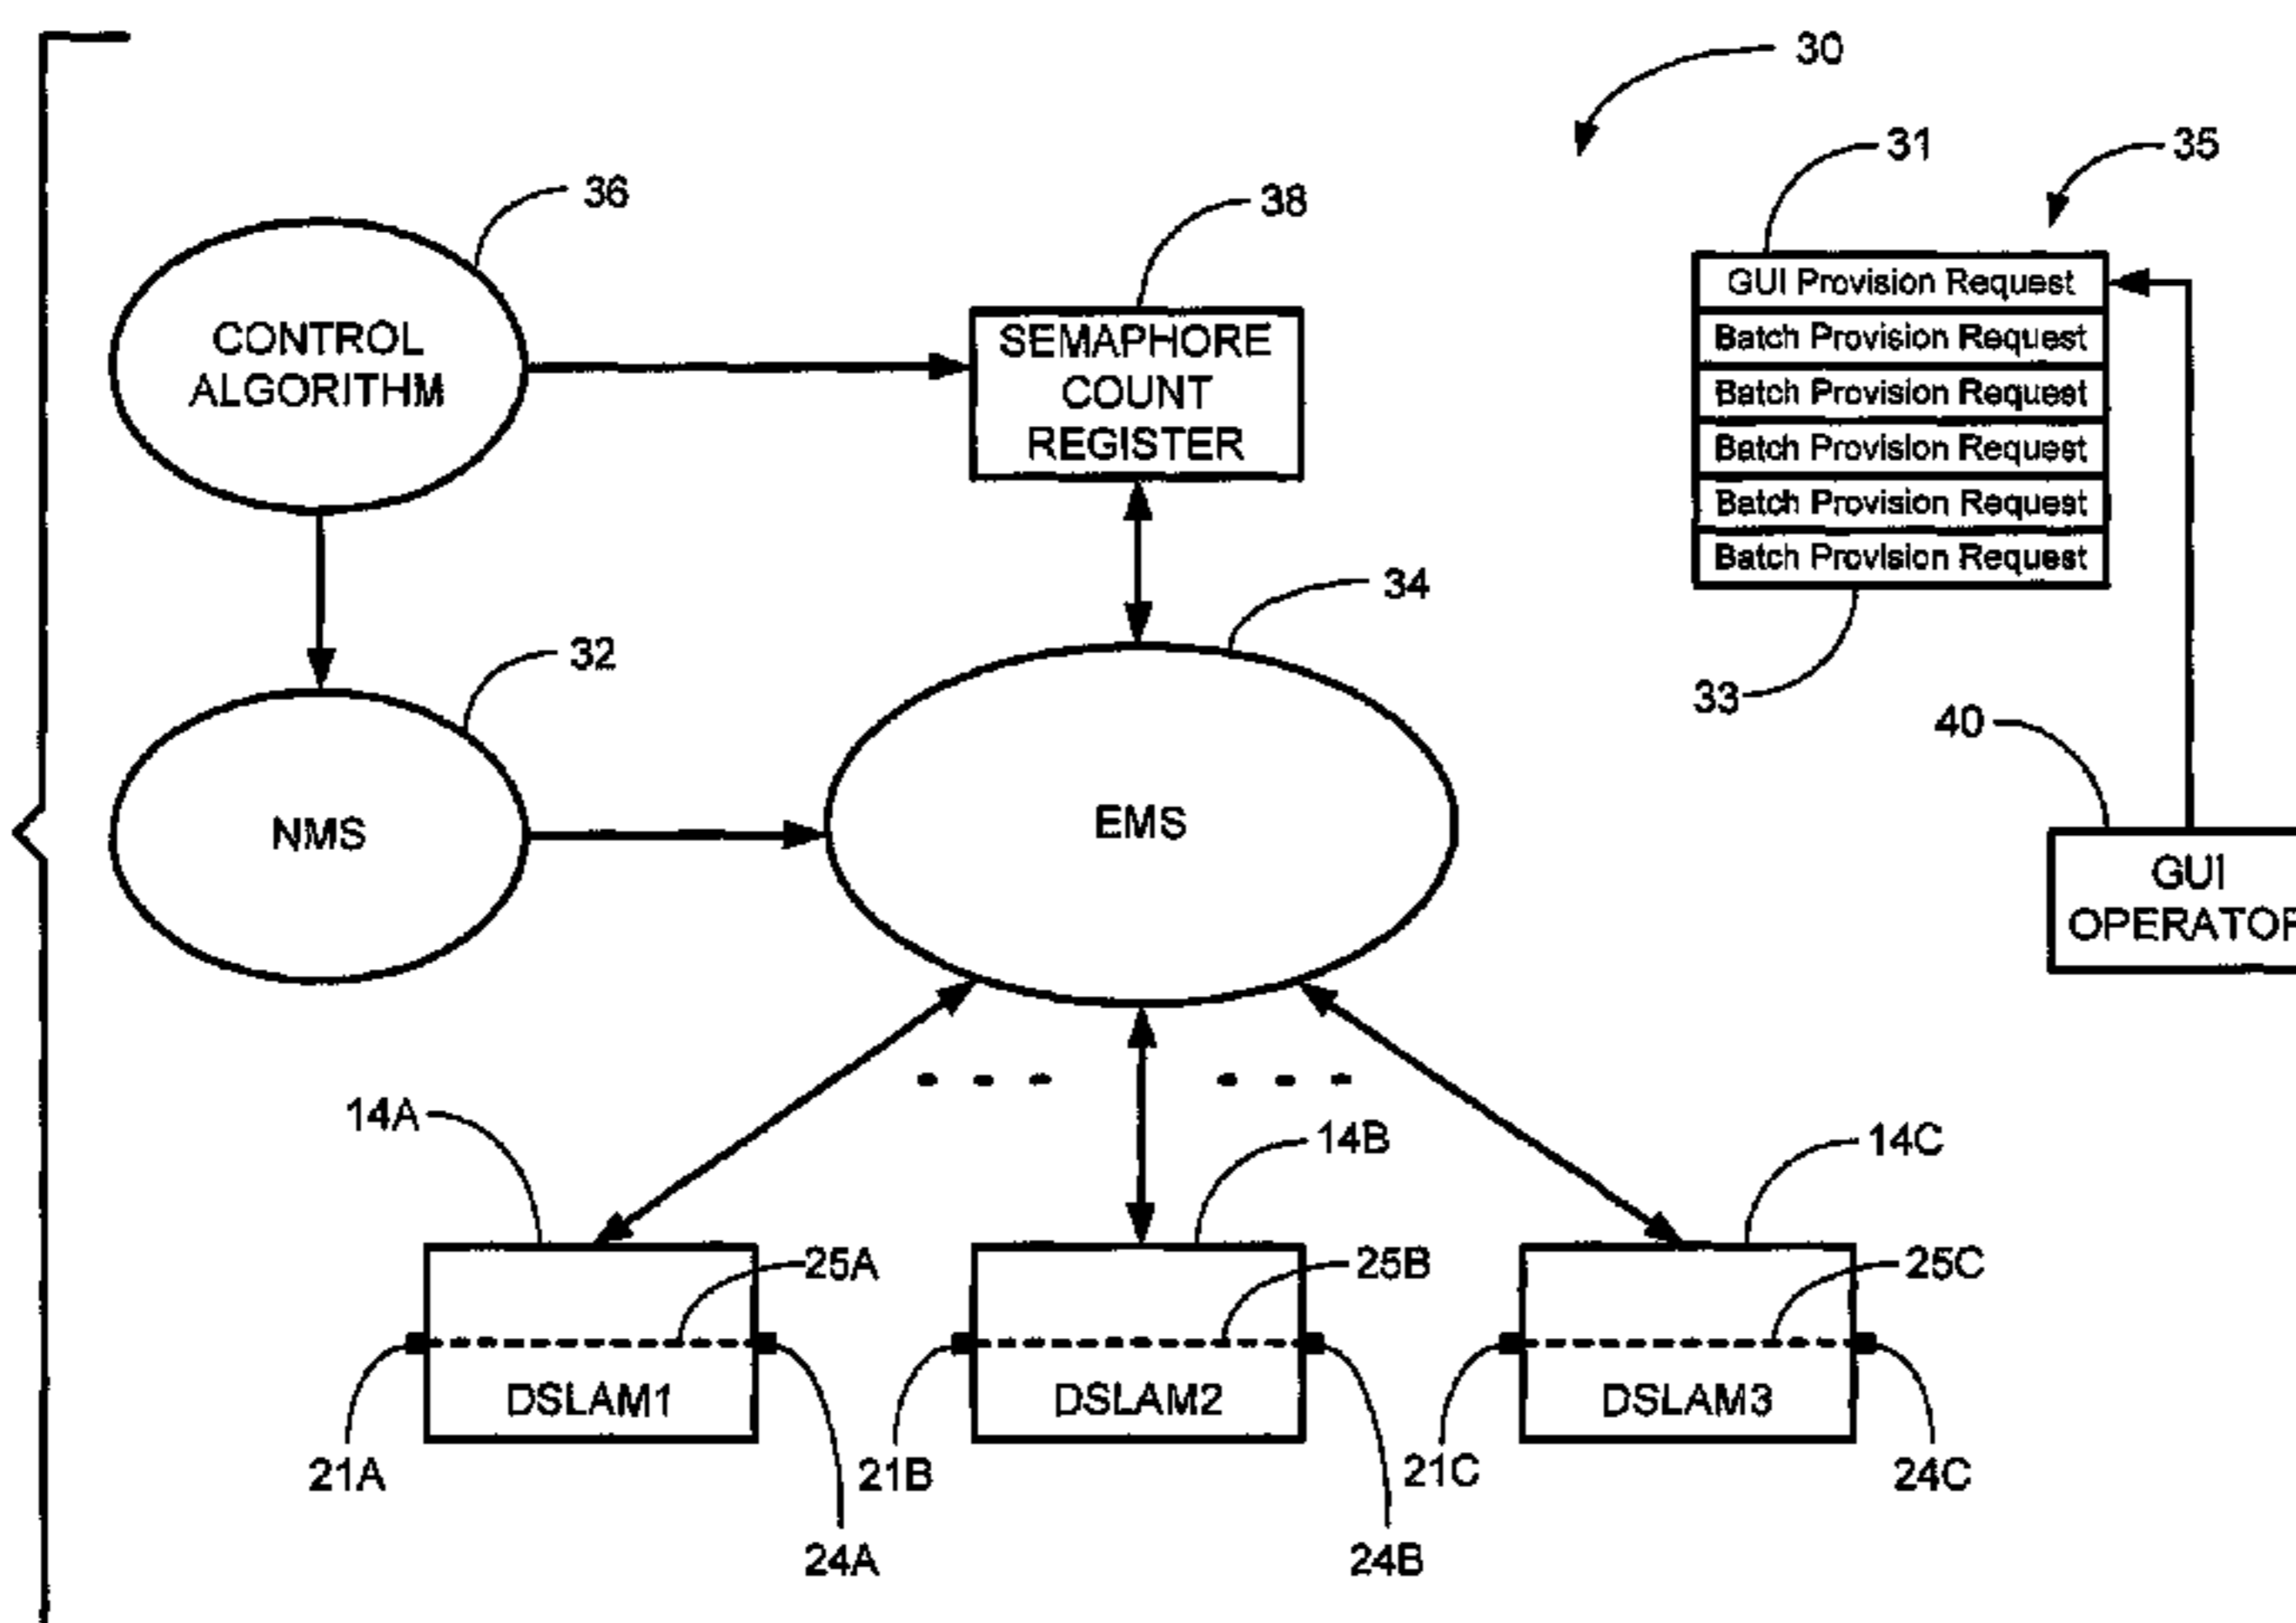 30
31
35
36
38
GUI Provision Request
Batch Provision Request
Batch Provision Request
Batch Provision Request
Batch Provision Request
Batch Provision Request
CONTROL
ALGORITHM
SEMAPHORE
COUNT
REGISTER
34
32
33
40
NMS
EMS
GUI
OPERATOR
14A
14B
14C
25A
25B
25C
DSLAM1
DSLAM2
DSLAM3
21A
21B
21C
24C
24A
24B